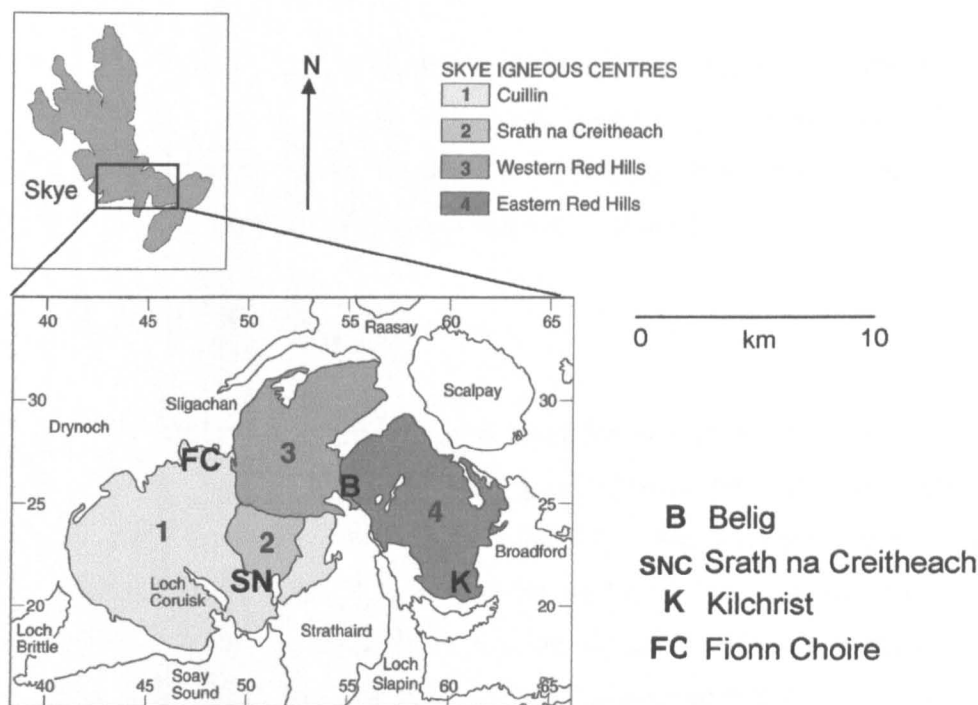 N
SKYE IGNEOUS CENTRES
1 Cuillin
2 Srath na Creitheach
3 Western Red Hills
4 Eastern Red Hills
Skye
40 45 50 55 60 65
Raasay
30 Sligachan Scalpay 30
Drynoch
FC 3
B
25 1 4 25
2 Broadford
SN K
Loch
Coruisk
20 20
Loch
Brittle
Strathaird
Soay
Sound
Loch
Slapin
40 45 50 55 60 65
0 10
km
B Belig
SNC Srath na Creitheach
K Kilchrist
FC Fionn Choire